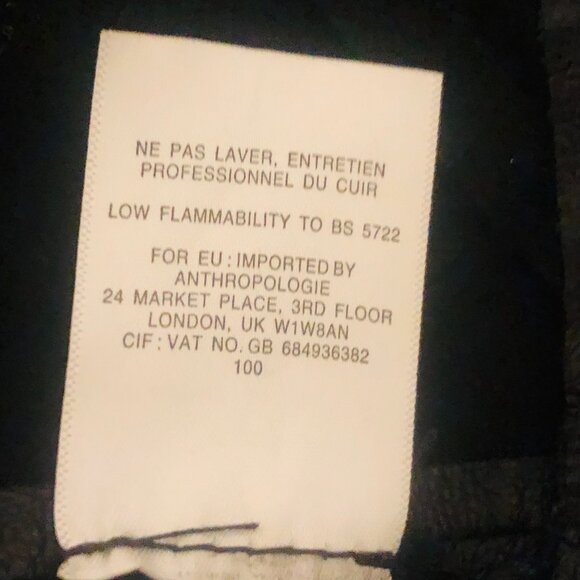 NE PAS LAVER, ENTRETIEN
PROFESSIONNEL DU CUIR
LOW FLAMMABILITY TO BS 5722
FOR EU : IMPORTED BY
ANTHROPOLOGIE
24 MARKET PLACE, 3RD FLOOR
LONDON, UK W1W8AN
CIF : VAT NO. GB 684936382
100